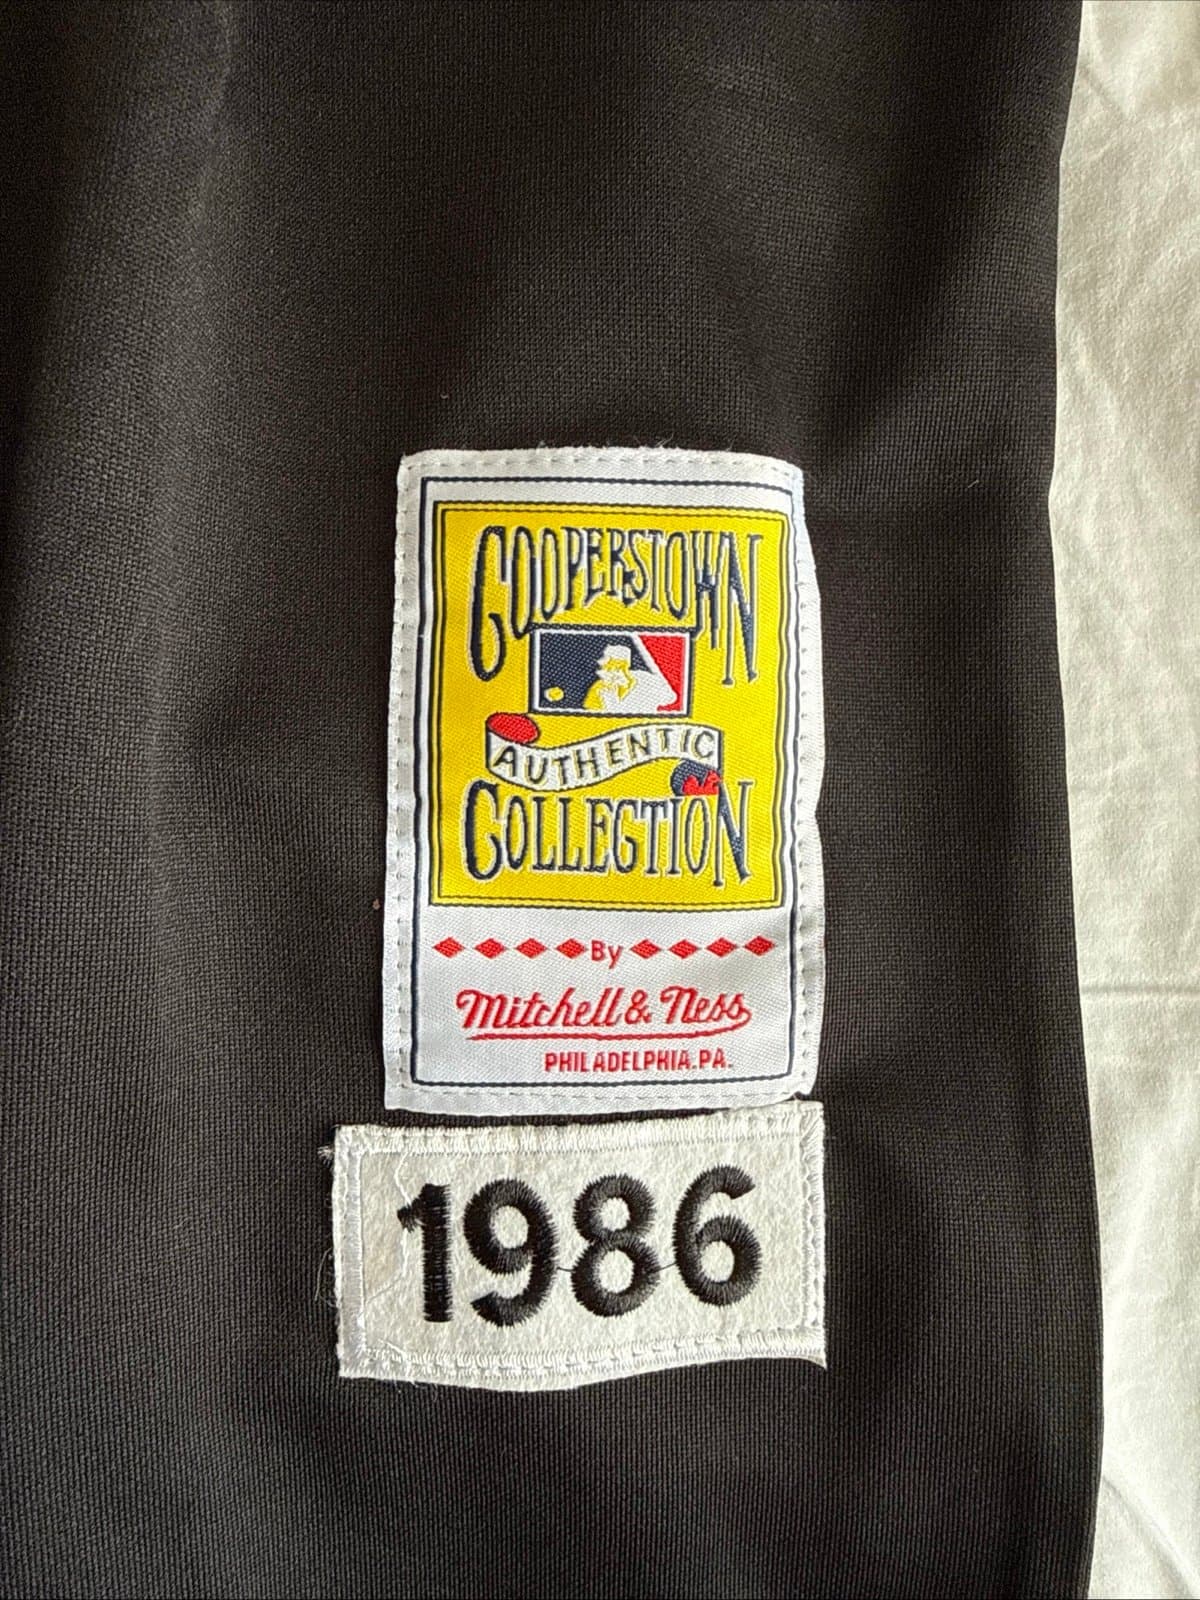 COOPERSTOWN
AUTHENTIC
COLLECTION
By
Mitchell & Ness
PHILADELPHIA.PA.
1986